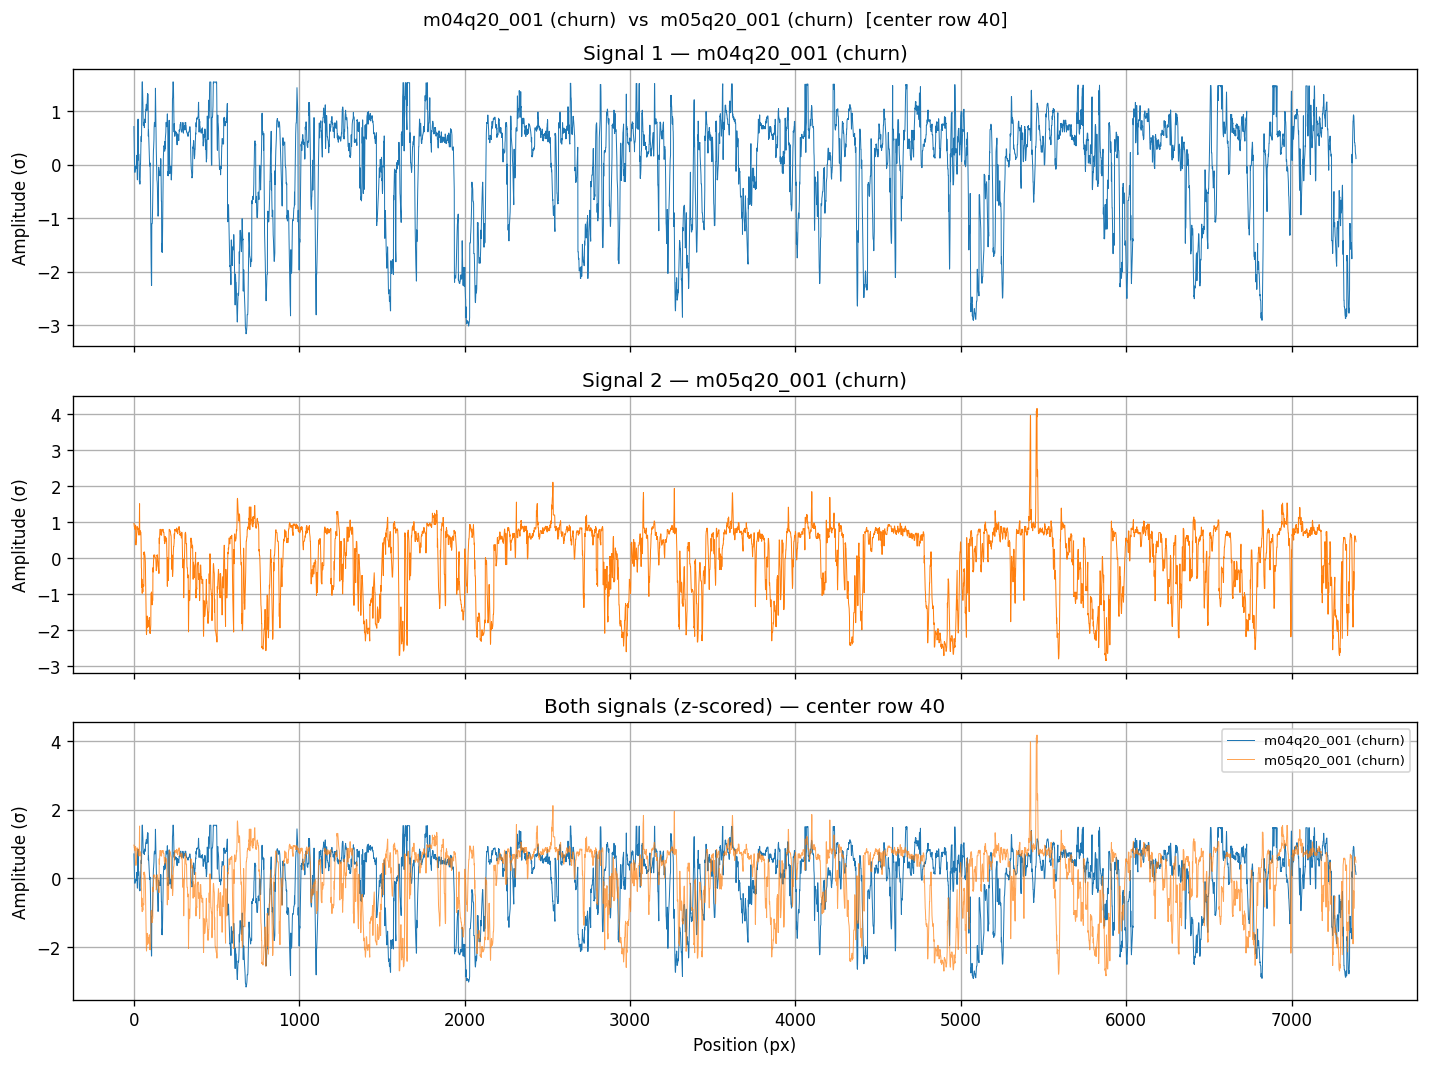 m04q20_001 (churn)  vs  m05q20_001 (churn)  [center row 40]
Signal 1 — m04q20_001 (churn)
Amplitude (σ)
1
0
−1
−2
−3
Signal 2 — m05q20_001 (churn)
Amplitude (σ)
4
3
2
1
0
−1
−2
−3
Both signals (z-scored) — center row 40
m04q20_001 (churn)
m05q20_001 (churn)
Amplitude (σ)
4
2
0
−2
0 1000 2000 3000 4000 5000 6000 7000
Position (px)